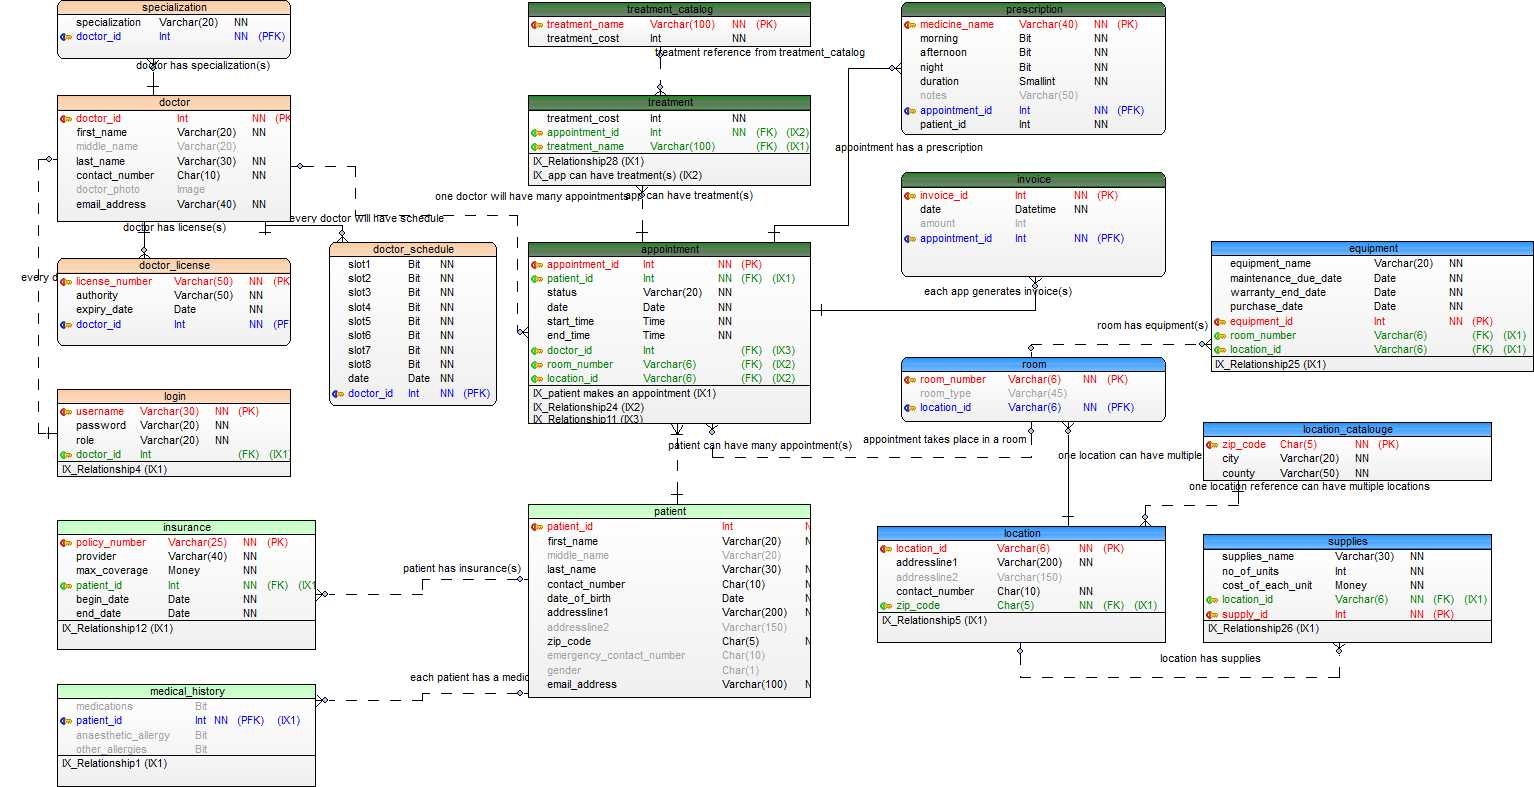 specialization
specialization Varchar(20) NN
doctor_id Int NN (PFK)
doctor has specialization(s)
doctor
doctor_id Int NN (PK
first_name Varchar(20) NN
middle_name Varchar(20)
last_name Varchar(30) NN
contact_number Char(10) NN
doctor_photo Image
email_address Varchar(40) NN
doctor has license(s)
every doctor will have schedule
one doctor will have many appointments
every d
doctor_license
license_number Varchar(50) NN (PK
authority Varchar(50) NN
expiry_date Date NN
doctor_id Int NN (PF
doctor_schedule
slot1 Bit NN
slot2 Bit NN
slot3 Bit NN
slot4 Bit NN
slot5 Bit NN
slot6 Bit NN
slot7 Bit NN
slot8 Bit NN
date Date NN
doctor_id Int NN (PFK)
login
username Varchar(30) NN (PK)
password Varchar(20) NN
role Varchar(20) NN
doctor_id Int (FK) (IX1
IX_Relationship4 (IX1)
insurance
policy_number Varchar(25) NN (PK)
provider Varchar(40) NN
max_coverage Money NN
patient_id Int NN (FK) (IX1
begin_date Date NN
end_date Date NN
IX_Relationship12 (IX1)
patient has insurance(s)
medical_history
medications Bit
patient_id Int NN (PFK) (IX1)
anaesthetic_allergy Bit
other_allergies Bit
IX_Relationship1 (IX1)
each patient has a medic
treatment_catalog
treatment_name Varchar(100) NN (PK)
treatment_cost Int NN
treatment reference from treatment_catalog
treatment
treatment_cost Int NN
appointment_id Int NN (FK) (IX2)
treatment_name Varchar(100) (FK) (IX1)
IX_Relationship28 (IX1)
IX_app can have treatment(s) (IX2)
app can have treatment(s)
appointment
appointment_id Int NN (PK)
patient_id Int NN (FK) (IX1)
status Varchar(20) NN
date Date NN
start_time Time NN
end_time Time NN
doctor_id Int (FK) (IX3)
room_number Varchar(6) (FK) (IX2)
location_id Varchar(6) (FK) (IX2)
IX_patient makes an appointment (IX1)
IX_Relationship24 (IX2)
IX_Relationship11 (IX3)
patient can have many appointment(s)
patient
patient_id Int N
first_name Varchar(20) N
middle_name Varchar(20)
last_name Varchar(30) N
contact_number Char(10) N
date_of_birth Date N
addressline1 Varchar(200) N
addressline2 Varchar(150)
zip_code Char(5) N
emergency_contact_number Char(10)
gender Char(1)
email_address Varchar(100) N
prescription
medicine_name Varchar(40) NN (PK)
morning Bit NN
afternoon Bit NN
night Bit NN
duration Smallint NN
notes Varchar(50)
appointment_id Int NN (PFK)
patient_id Int NN
appointment has a prescription
invoice
invoice_id Int NN (PK)
date Datetime NN
amount Int
appointment_id Int NN (PFK)
each app generates invoice(s)
equipment
equipment_name Varchar(20) NN
maintenance_due_date Date NN
warranty_end_date Date NN
purchase_date Date NN
equipment_id Int NN (PK)
room_number Varchar(6) (FK) (IX1)
location_id Varchar(6) (FK) (IX1)
IX_Relationship25 (IX1)
room has equipment(s)
room
room_number Varchar(6) NN (PK)
room_type Varchar(45)
location_id Varchar(6) NN (PFK)
appointment takes place in a room
one location can have multiple
location_catalouge
zip_code Char(5) NN (PK)
city Varchar(20) NN
county Varchar(50) NN
one location reference can have multiple locations
location
location_id Varchar(6) NN (PK)
addressline1 Varchar(200) NN
addressline2 Varchar(150)
contact_number Char(10) NN
zip_code Char(5) NN (FK) (IX1)
IX_Relationship5 (IX1)
supplies
supplies_name Varchar(30) NN
no_of_units Int NN
cost_of_each_unit Money NN
location_id Varchar(6) NN (FK) (IX1)
supply_id Int NN (PK)
IX_Relationship26 (IX1)
location has supplies